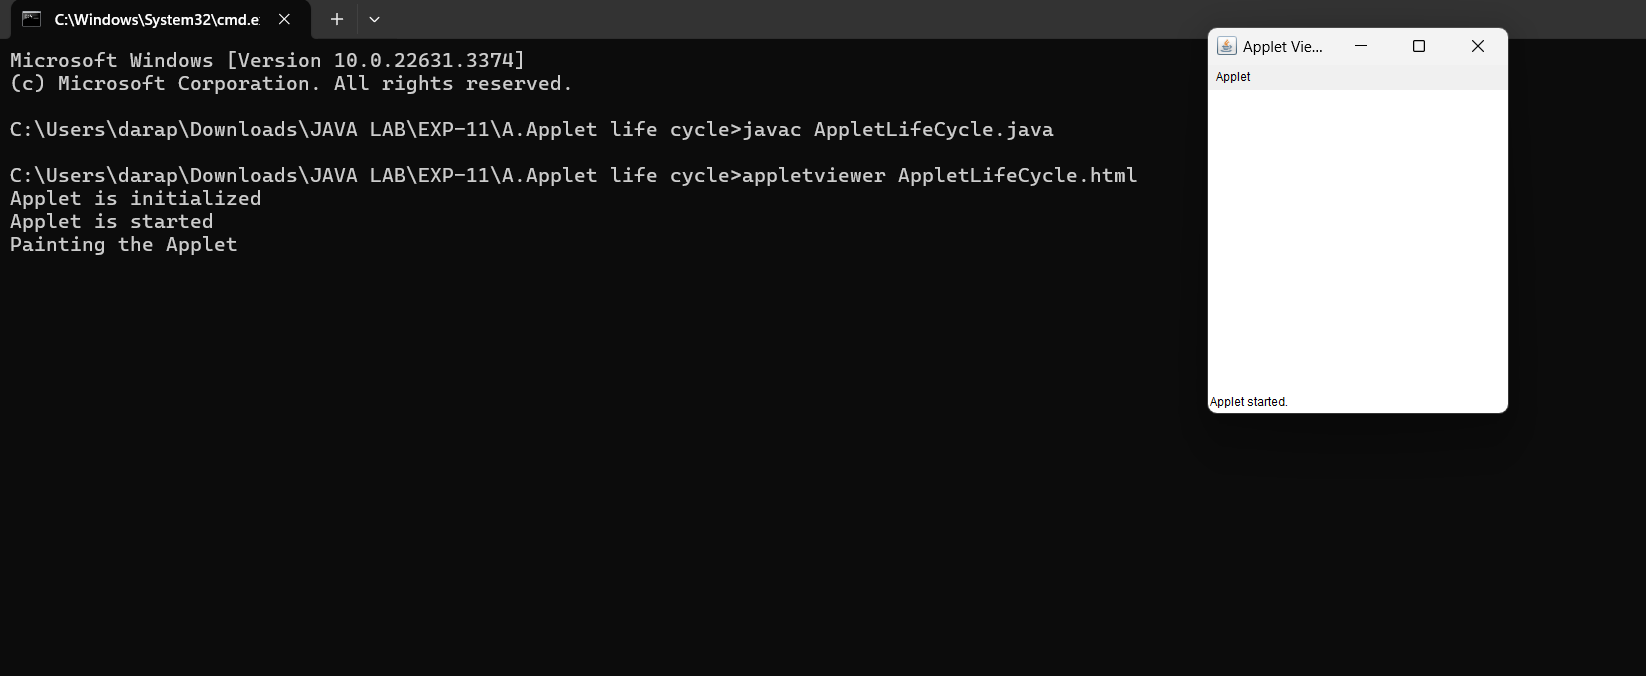 C:\Windows\System32\cmd.e
Microsoft Windows [Version 10.0.22631.3374]
(c) Microsoft Corporation. All rights reserved.
C:\Users\darap\Downloads\JAVA LAB\EXP-11\A.Applet life cycle>javac AppletLifeCycle.java
C:\Users\darap\Downloads\JAVA LAB\EXP-11\A.Applet life cycle>appletviewer AppletLifeCycle.html
Applet is initialized
Applet is started
Painting the Applet
Applet Vie...
Applet
Applet started.